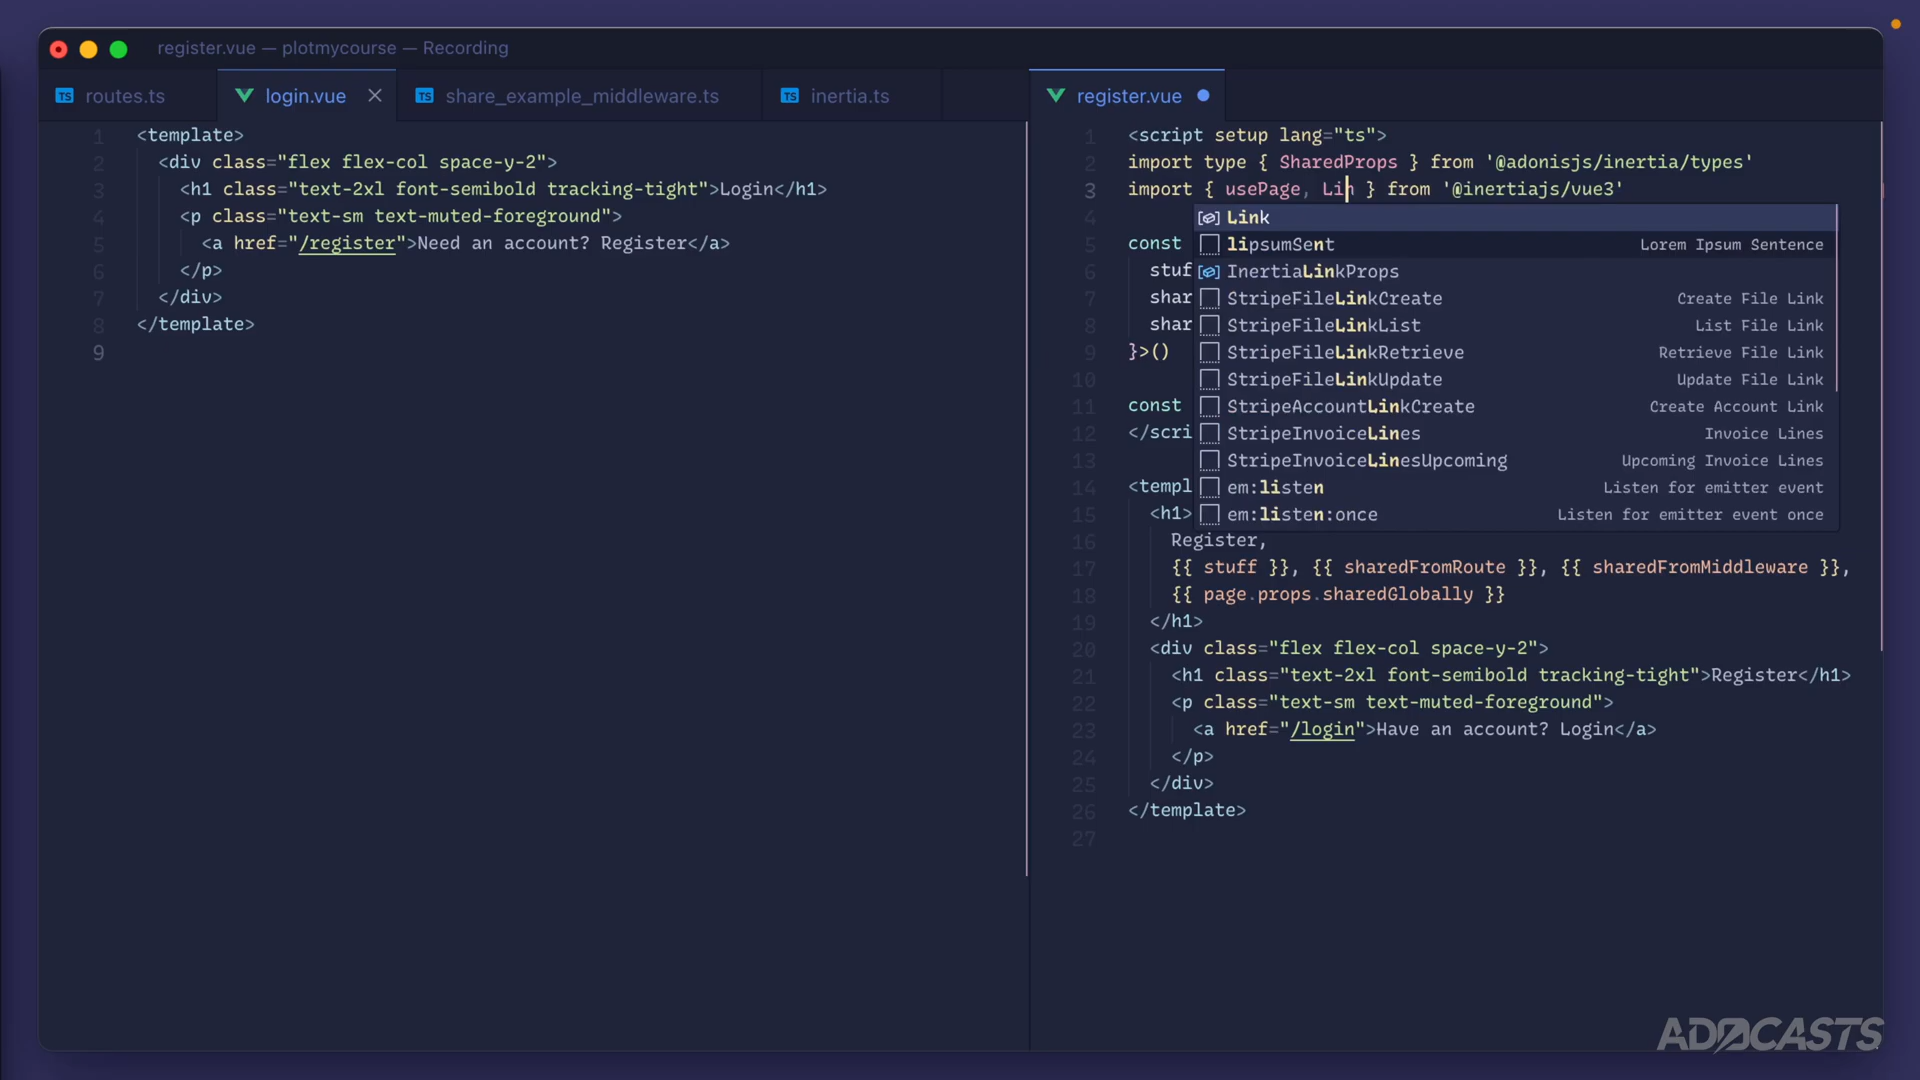 register.vue — plotmycourse — Recording
routes.ts
login.vue
share_example_middleware.ts
inertia.ts
register.vue
1 <template>
2 <div class="flex flex-col space-y-2">
3 <h1 class="text-2xl font-semibold tracking-tight">Login</h1>
4 <p class="text-sm text-muted-foreground">
5 <a href="/register">Need an account? Register</a>
6 </p>
7 </div>
8 </template>
9
1 <script setup lang="ts">
2 import type { SharedProps } from '@adonisjs/inertia/types'
3 import { usePage, Lin } from '@inertiajs/vue3'
4
5 const
6 stuf
7 shar
8 shar
9 }>()
10
11 const
12 </scri
13
14 <templ
15 <h1>
16 Register,
17 {{ stuff }}, {{ sharedFromRoute }}, {{ sharedFromMiddleware }},
18 {{ page.props.sharedGlobally }}
19 </h1>
20 <div class="flex flex-col space-y-2">
21 <h1 class="text-2xl font-semibold tracking-tight">Register</h1>
22 <p class="text-sm text-muted-foreground">
23 <a href="/login">Have an account? Login</a>
24 </p>
25 </div>
26 </template>
27
Link
lipsumSent Lorem Ipsum Sentence
InertiaLinkProps
StripeFileLinkCreate Create File Link
StripeFileLinkList List File Link
StripeFileLinkRetrieve Retrieve File Link
StripeFileLinkUpdate Update File Link
StripeAccountLinkCreate Create Account Link
StripeInvoiceLines Invoice Lines
StripeInvoiceLinesUpcoming Upcoming Invoice Lines
em:listen Listen for emitter event
em:listen:once Listen for emitter event once
ADOCASTS